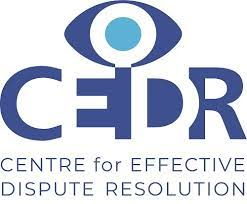 CEDR
CENTRE for EFFECTIVE
DISPUTE RESOLUTION